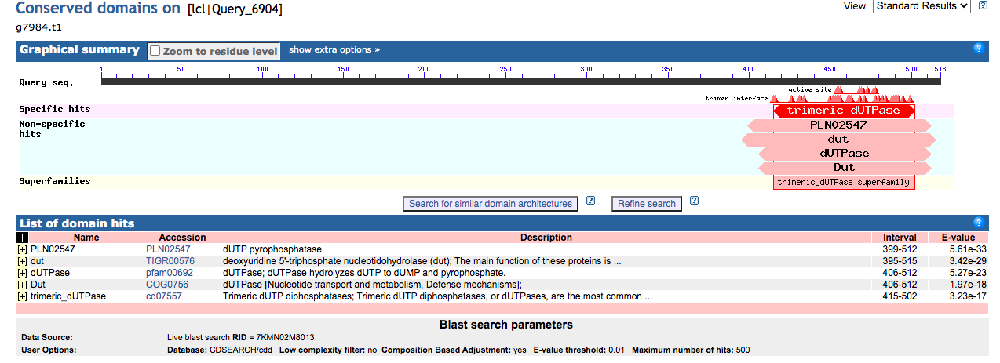 Conserved domains on [lcl|Query_6904]
View Standard Results
g7984.t1
Graphical summary Zoom to residue level show extra options »
1 50 100 150 200 250 300 350 400 450 500 518
Query seq.
active site
trimer interface
Specific hits
trimeric_dUTPase
Non-specific
hits
PLN02547
dut
dUTPase
Dut
Superfamilies
trimeric_dUTPase superfamily
Search for similar domain architectures ? Refine search ?
List of domain hits
Name Accession Description Interval E-value
[+] PLN02547 PLN02547 dUTP pyrophosphatase 399-512 5.61e-33
[+] dut TIGR00576 deoxyuridine 5'-triphosphate nucleotidohydrolase (dut); The main function of these proteins is ... 395-515 3.42e-29
[+] dUTPase pfam00692 dUTPase; dUTPase hydrolyzes dUTP to dUMP and pyrophosphate. 406-512 5.27e-23
[+] Dut COG0756 dUTPase [Nucleotide transport and metabolism, Defense mechanisms]; 406-512 1.97e-18
[+] trimeric_dUTPase cd07557 Trimeric dUTP diphosphatases; Trimeric dUTP diphosphatases, or dUTPases, are the most common ... 415-502 3.23e-17
Blast search parameters
Data Source: Live blast search RID = 7KMN02M8013
User Options: Database: CDSEARCH/cdd Low complexity filter: no Composition Based Adjustment: yes E-value threshold: 0.01 Maximum number of hits: 500